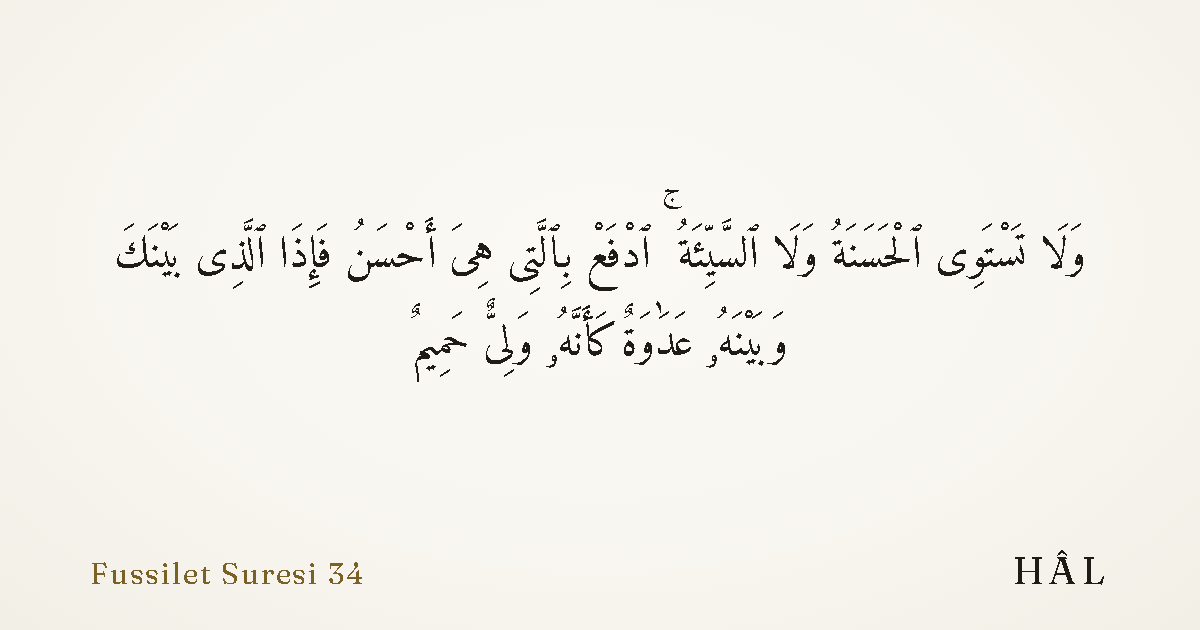 وَلَا تَسْتَوِى ٱلْحَسَنَةُ وَلَا ٱلسَّيِّئَةُ ۚ ٱدْفَعْ بِٱلَّتِى هِىَ أَحْسَنُ فَإِذَا ٱلَّذِى بَيْنَكَ
وَبَيْنَهُۥ عَدَٰوَةٌ كَأَنَّهُۥ وَلِىٌّ حَمِيمٌ
Fussilet Suresi 34
HÂL